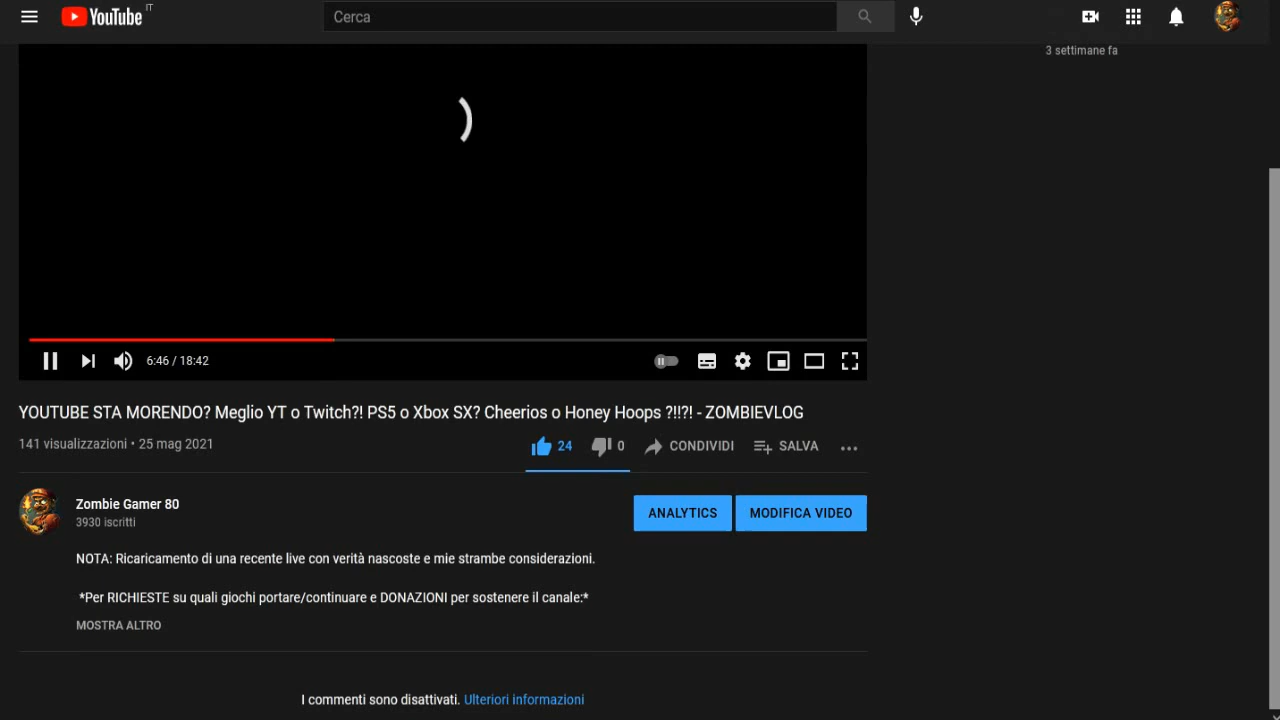 YouTube IT
Cerca
3 settimane fa
6:46 / 18:42
YOUTUBE STA MORENDO? Meglio YT o Twitch?! PS5 o Xbox SX? Cheerios o Honey Hoops ?!!?! - ZOMBIEVLOG
141 visualizzazioni • 25 mag 2021
24 0 CONDIVIDI SALVA
Zombie Gamer 80
3930 iscritti
ANALYTICS MODIFICA VIDEO
NOTA: Ricaricamento di una recente live con verità nascoste e mie strambe considerazioni.
*Per RICHIESTE su quali giochi portare/continuare e DONAZIONI per sostenere il canale:*
MOSTRA ALTRO
I commenti sono disattivati. Ulteriori informazioni